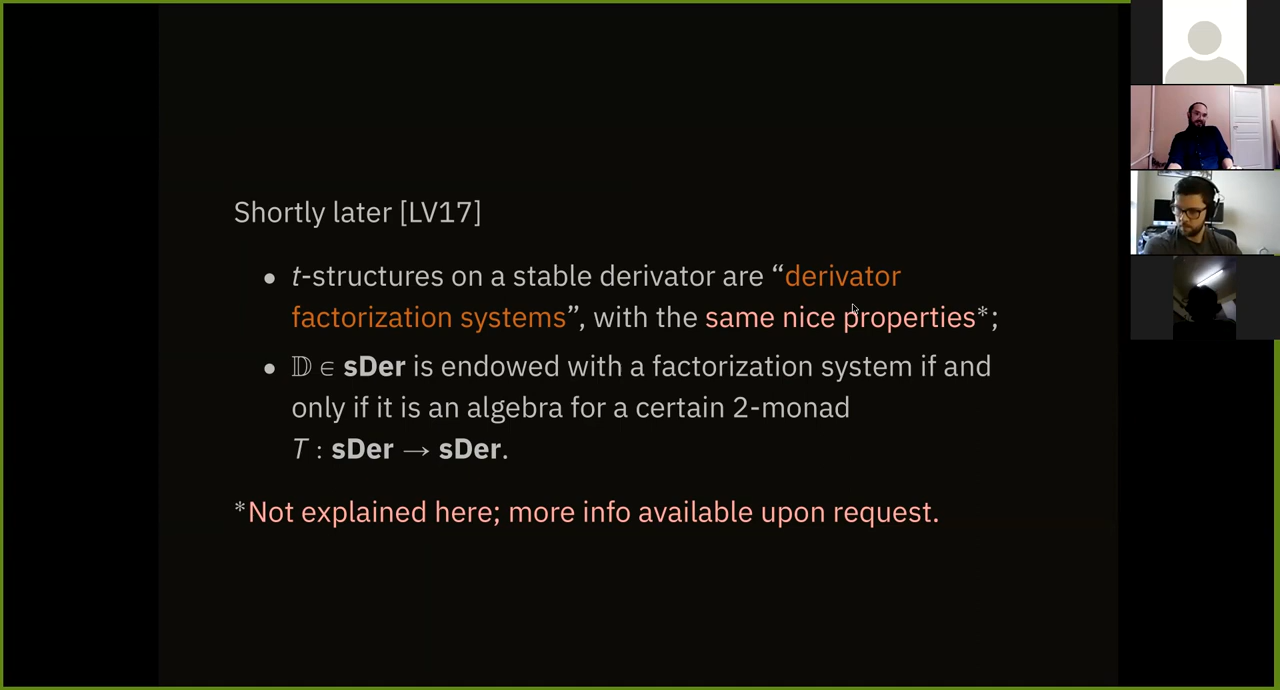 Shortly later [LV17]
• t-structures on a stable derivator are “derivator
factorization systems”, with the same nice properties*;
• 𝔻 ∈ sDer is endowed with a factorization system if and
only if it is an algebra for a certain 2-monad
T : sDer → sDer.
*Not explained here; more info available upon request.